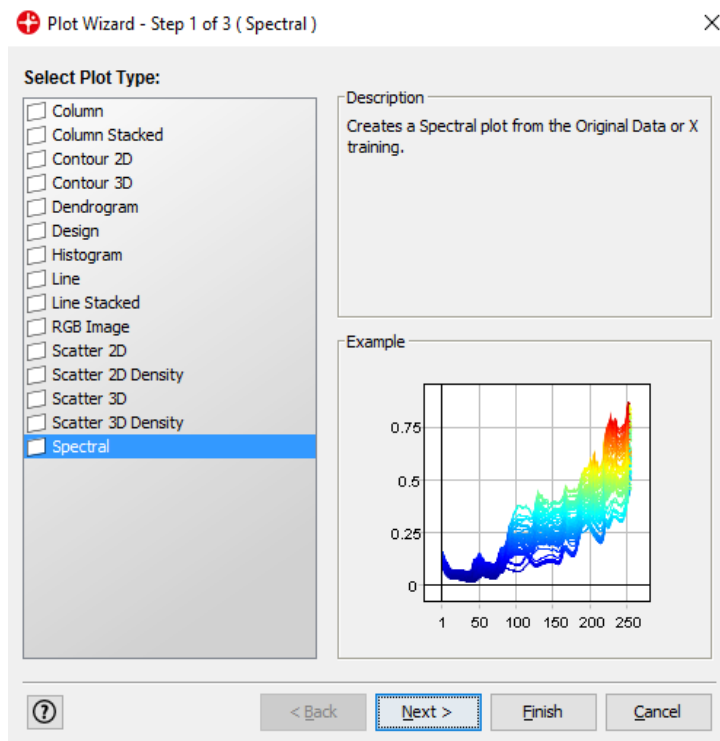 Plot Wizard - Step 1 of 3 ( Spectral )
Select Plot Type:
Column
Column Stacked
Contour 2D
Contour 3D
Dendrogram
Design
Histogram
Line
Line Stacked
RGB Image
Scatter 2D
Scatter 2D Density
Scatter 3D
Scatter 3D Density
Spectral
Description
Creates a Spectral plot from the Original Data or X
training.
Example
0.75
0.5
0.25
0
1 50 100 150 200 250
? < Back Next > Finish Cancel